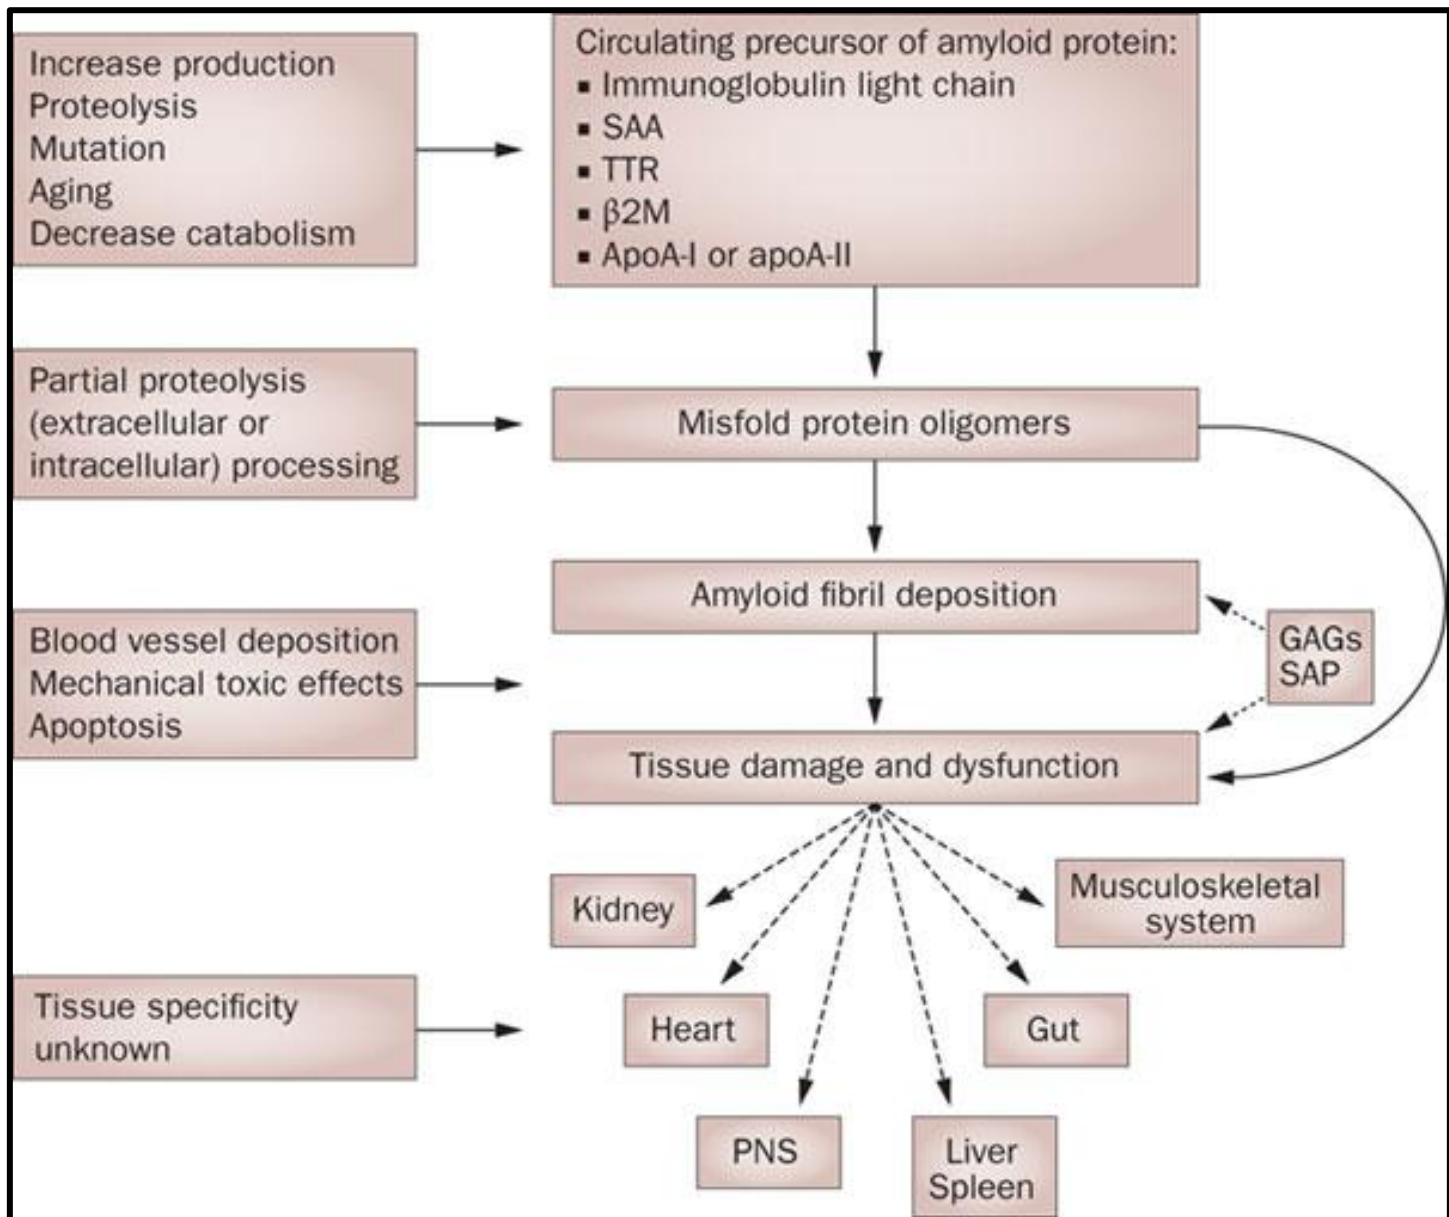 Increase production
Proteolysis
Mutation
Aging
Decrease catabolism
Circulating precursor of amyloid protein:
▪ Immunoglobulin light chain
▪ SAA
▪ TTR
▪ β2M
▪ ApoA-I or apoA-II
Partial proteolysis
(extracellular or
intracellular) processing
Misfold protein oligomers
Amyloid fibril deposition
Blood vessel deposition
Mechanical toxic effects
Apoptosis
GAGs
SAP
Tissue damage and dysfunction
Kidney
Musculoskeletal
system
Tissue specificity
unknown
Heart
Gut
PNS
Liver
Spleen